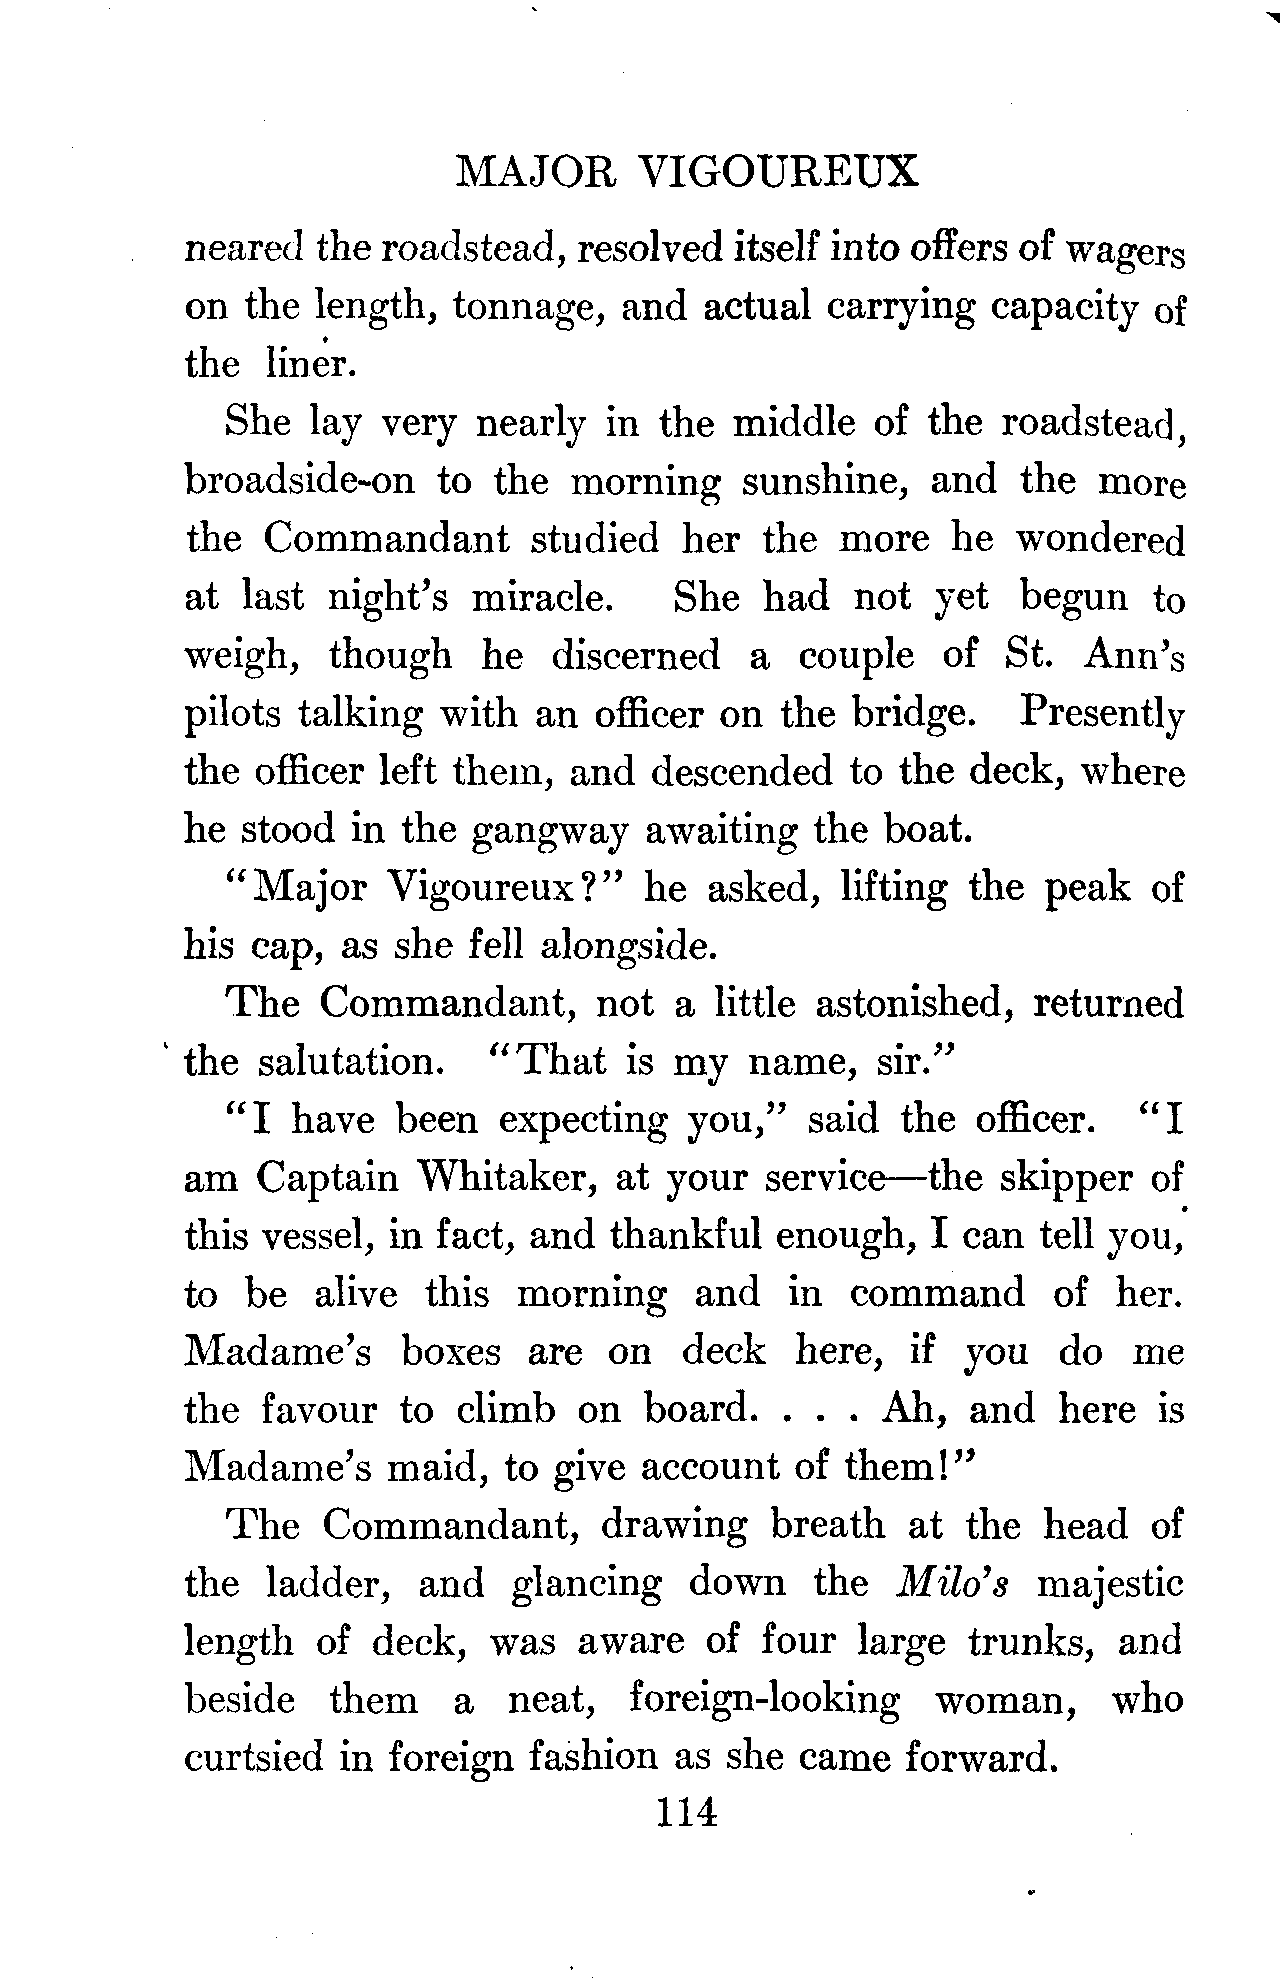 MAJOR VIGOUREUX
neared the roadstead, resolved itself into offers of wagers
on the length, tonnage, and actual carrying capacity of
the liner.
She lay very nearly in the middle of the roadstead,
broadside-on to the morning sunshine, and the more
the Commandant studied her the more he wondered
at last night's miracle. She had not yet begun to
weigh, though he discerned a couple of St. Ann's
pilots talking with an officer on the bridge. Presently
the officer left them, and descended to the deck, where
he stood in the gangway awaiting the boat.
"Major Vigoureux?" he asked, lifting the peak of
his cap, as she fell alongside.
The Commandant, not a little astonished, returned
the salutation. "That is my name, sir."
"I have been expecting you," said the officer. "I
am Captain Whitaker, at your service—the skipper of
this vessel, in fact, and thankful enough, I can tell you,
to be alive this morning and in command of her.
Madame's boxes are on deck here, if you do me
the favour to climb on board. . . . Ah, and here is
Madame's maid, to give account of them!"
The Commandant, drawing breath at the head of
the ladder, and glancing down the Milo's majestic
length of deck, was aware of four large trunks, and
beside them a neat, foreign-looking woman, who
curtsied in foreign fashion as she came forward.
114